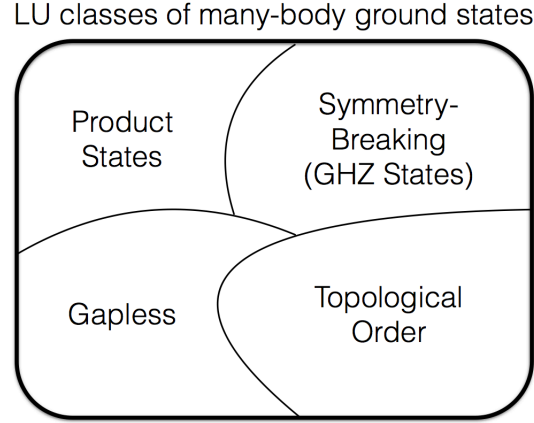 LU classes of many-body ground states
Product
States
Symmetry-
Breaking
(GHZ States)
Gapless
Topological
Order